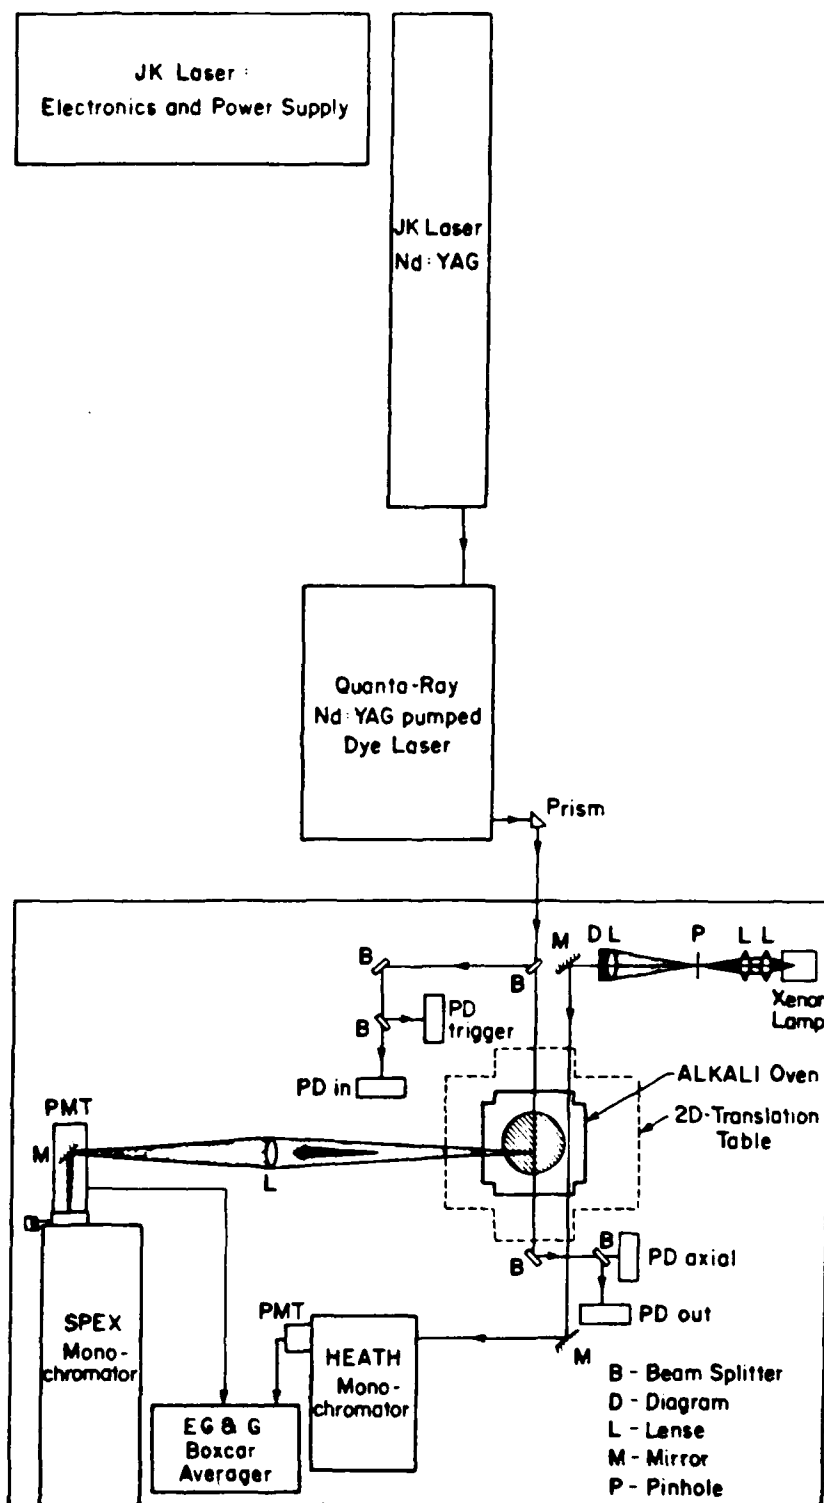 JK Laser :
Electronics and Power Supply
JK Laser
Nd:YAG
Quanta-Ray
Nd:YAG pumped
Dye Laser
Prism
M
D L
P
L L
B
B
Xenon
Lamp
PD
trigger
B
PD in
ALKALI Oven
2D-Translation
Table
PMT
M
L
B
B
PD axial
PD out
PMT
SPEX
Mono-
chromator
HEATH
Mono-
chromator
M
EG & G
Boxcar
Averager
B - Beam Splitter
D - Diagram
L - Lense
M - Mirror
P - Pinhole